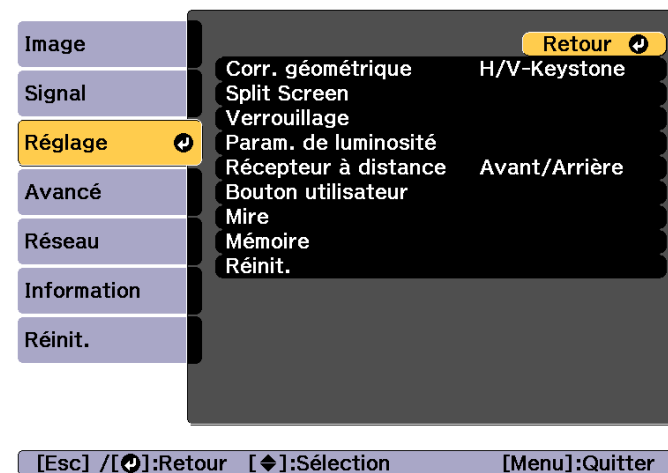 Image
Signal
Réglage
Avancé
Réseau
Information
Réinit.
Retour
Corr. géométrique H/V-Keystone
Split Screen
Verrouillage
Param. de luminosité
Récepteur à distance Avant/Arrière
Bouton utilisateur
Mire
Mémoire
Réinit.
[Esc] /[⏎]:Retour [◆]:Sélection [Menu]:Quitter